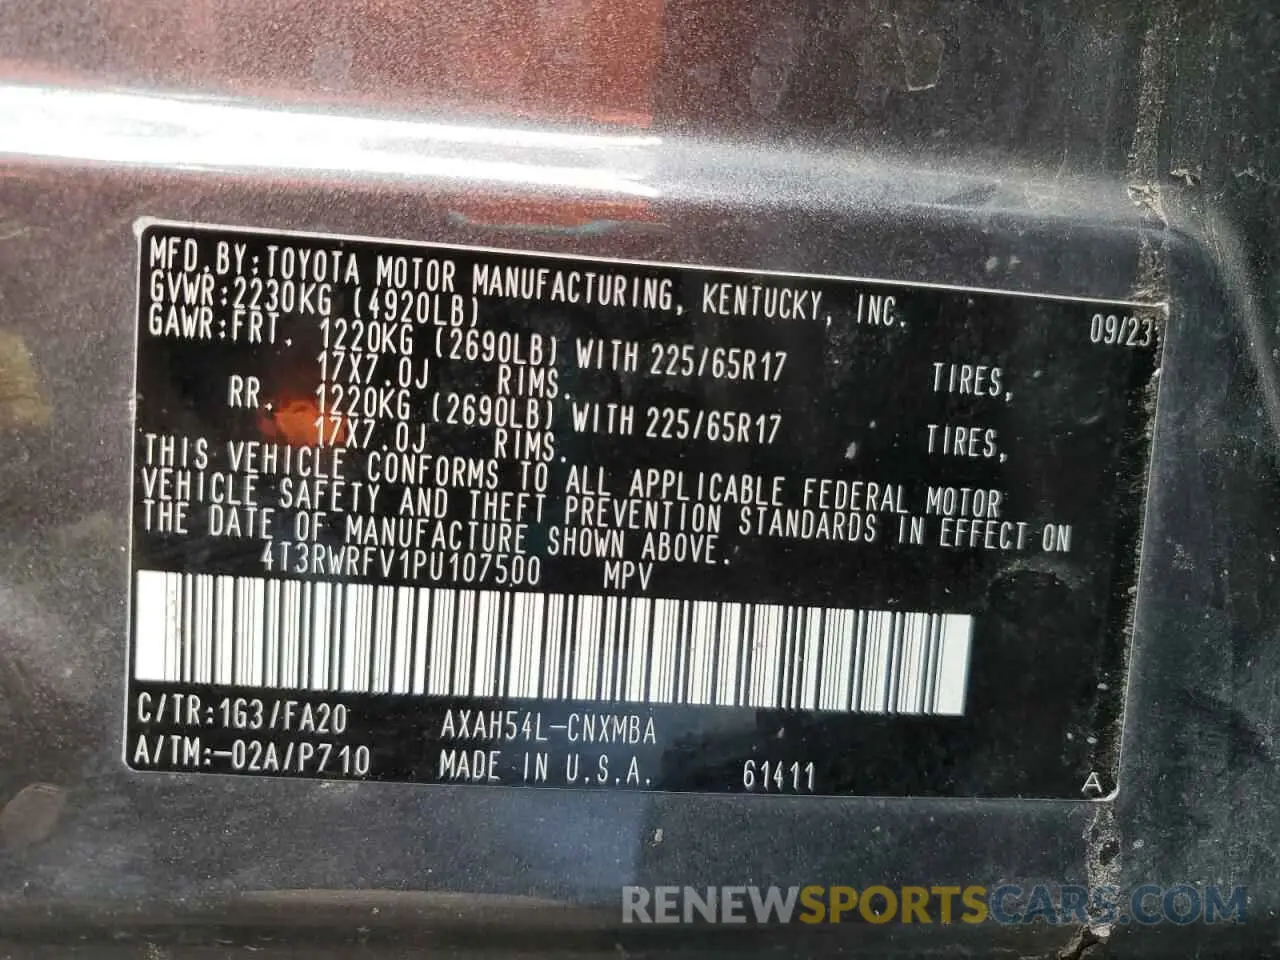 MFD.BY:TOYOTA MOTOR MANUFACTURING, KENTUCKY, INC.
GVWR:2230KG (4920LB) 09/23
GAWR:FRT. 1220KG (2690LB) WITH 225/65R17 TIRES,
17X7.0J RIMS.
RR. 1220KG (2690LB) WITH 225/65R17 TIRES,
17X7.0J RIMS.
THIS VEHICLE CONFORMS TO ALL APPLICABLE FEDERAL MOTOR
VEHICLE SAFETY AND THEFT PREVENTION STANDARDS IN EFFECT ON
THE DATE OF MANUFACTURE SHOWN ABOVE.
4T3RWRFV1PU107500 MPV
C/TR:1G3/FA20 AXAH54L-CNXMBA
A/TM:-02A/P710 MADE IN U.S.A. 61411 A
RENEWSPORTSCARS.COM